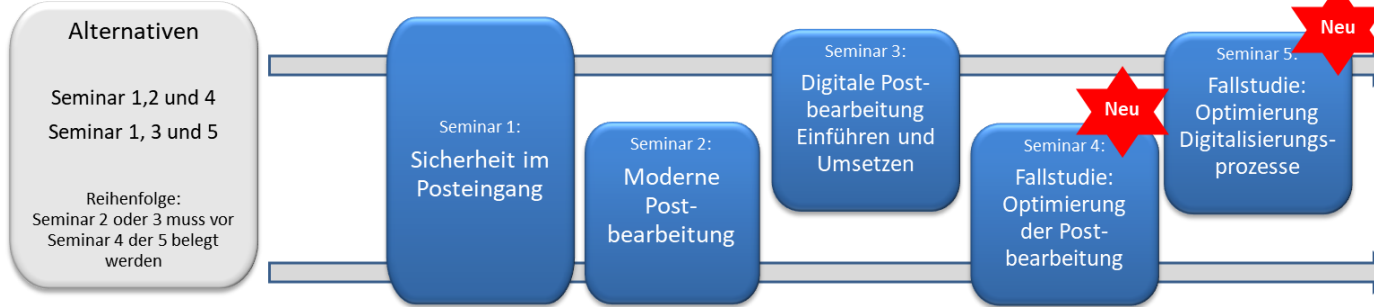 Alternativen
Seminar 1,2 und 4
Seminar 1, 3 und 5
Reihenfolge:
Seminar 2 oder 3 muss vor
Seminar 4 der 5 belegt
werden
Seminar 1:
Sicherheit im
Posteingang
Seminar 2:
Moderne
Post-
bearbeitung
Seminar 3:
Digitale Post-
bearbeitung
Einführen und
Umsetzen
Neu
Seminar 4:
Fallstudie:
Optimierung
der Post-
bearbeitung
Neu
Seminar 5:
Fallstudie:
Optimierung
Digitalisierungs-
prozesse